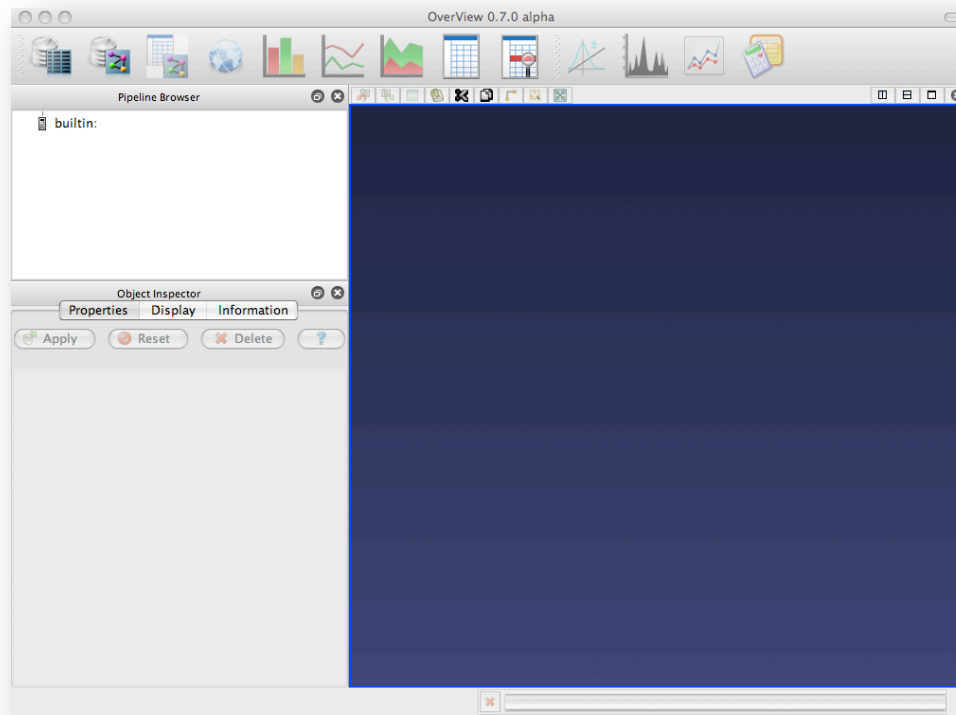 OverView 0.7.0 alpha
Pipeline Browser
builtin:
Object Inspector
Properties Display Information
Apply Reset Delete ?